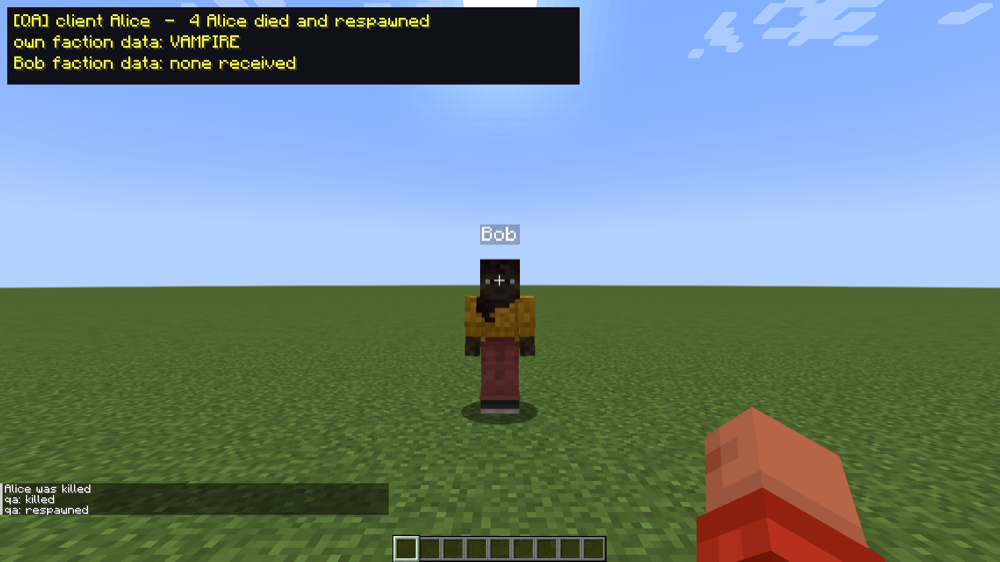 [QA] client Alice - 4 Alice died and respawned
own faction data: VAMPIRE
Bob faction data: none received
Bob
Alice was killed
qa: killed
qa: respawned